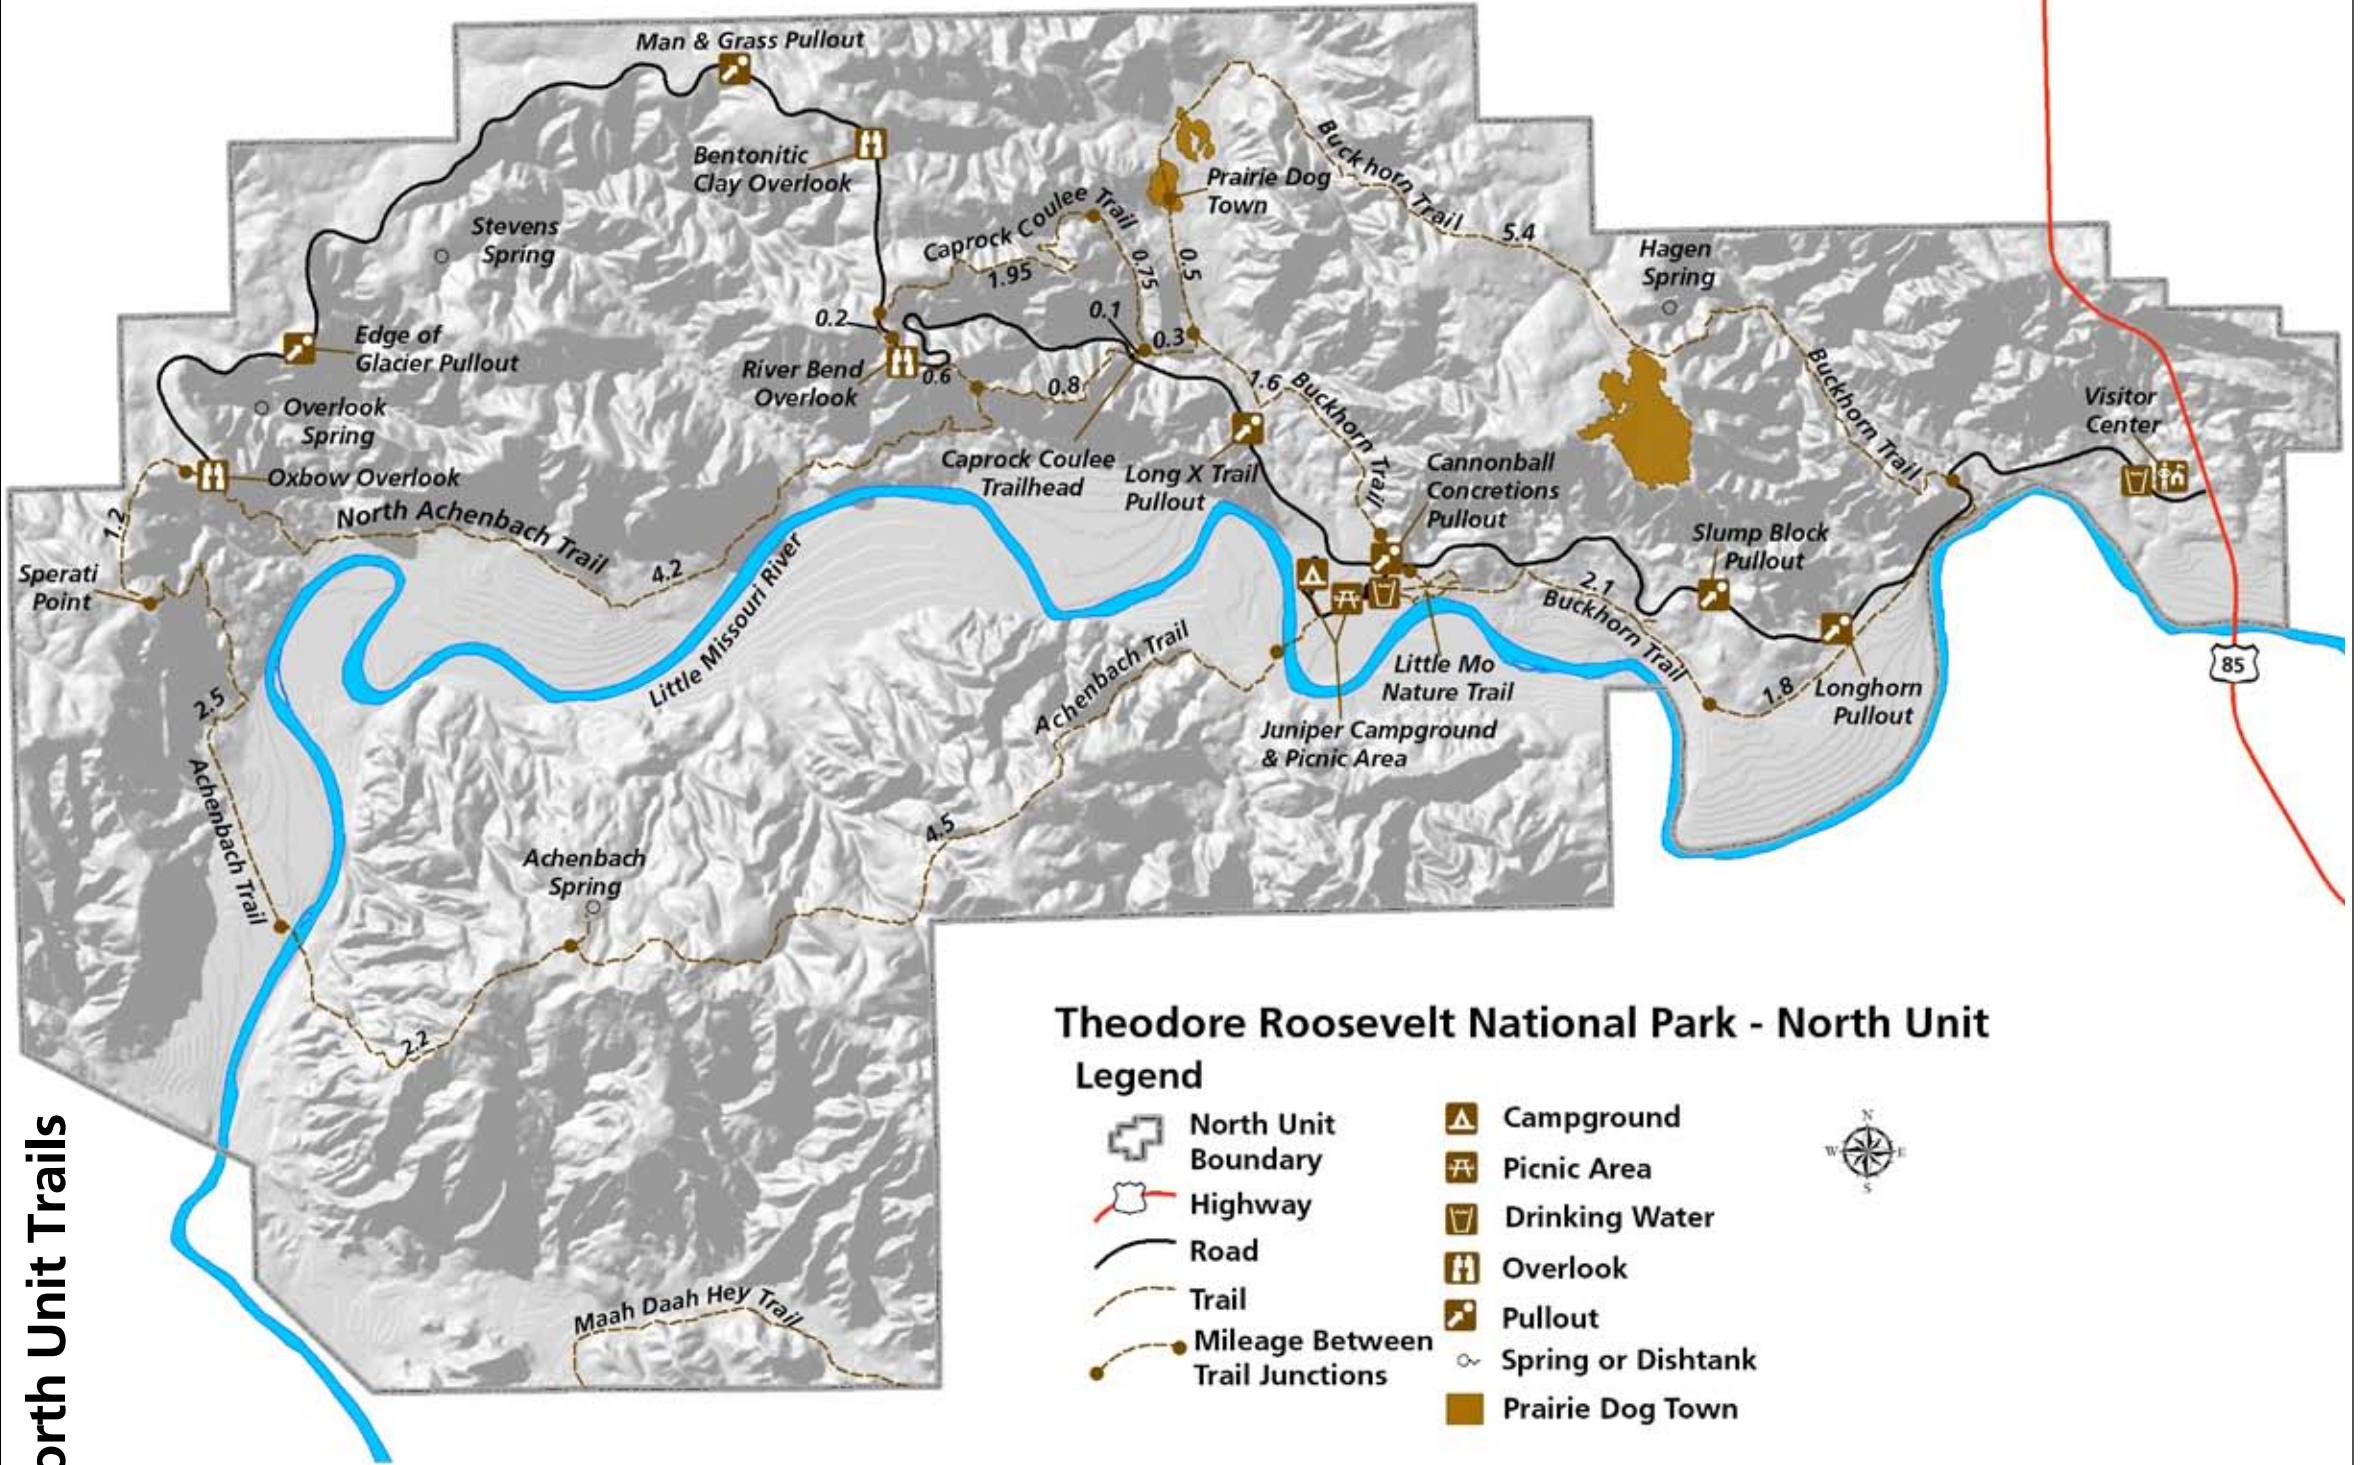 Man & Grass Pullout
Bentonitic
Clay Overlook
Stevens
Spring
Edge of
Glacier Pullout
Overlook
Spring
Oxbow Overlook
North Achenbach Trail
1.2
Sperati
Point
2.5
Achenbach Trail
4.2
Little Missouri River
Achenbach
Spring
2.2
4.5
Achenbach Trail
Maah Daah Hey Trail
Caprock Coulee Trail
1.95
0.75
0.5
0.1
0.3
0.2
River Bend
Overlook
0.6
0.8
Caprock Coulee
Trailhead
Long X Trail
Pullout
Prairie Dog
Town
Buckhorn Trail
5.4
Hagen
Spring
Buckhorn Trail
1.6
Buckhorn Trail
Cannonball
Concretions
Pullout
Visitor
Center
Slump Block
Pullout
2.1
Buckhorn Trail
1.8
Longhorn
Pullout
Little Mo
Nature Trail
Juniper Campground
& Picnic Area
85
Theodore Roosevelt National Park - North Unit
Legend
North Unit
Boundary
Highway
Road
Trail
Mileage Between
Trail Junctions
Campground
Picnic Area
Drinking Water
Overlook
Pullout
Spring or Dishtank
Prairie Dog Town
N
W
E
S
orth Unit Trails